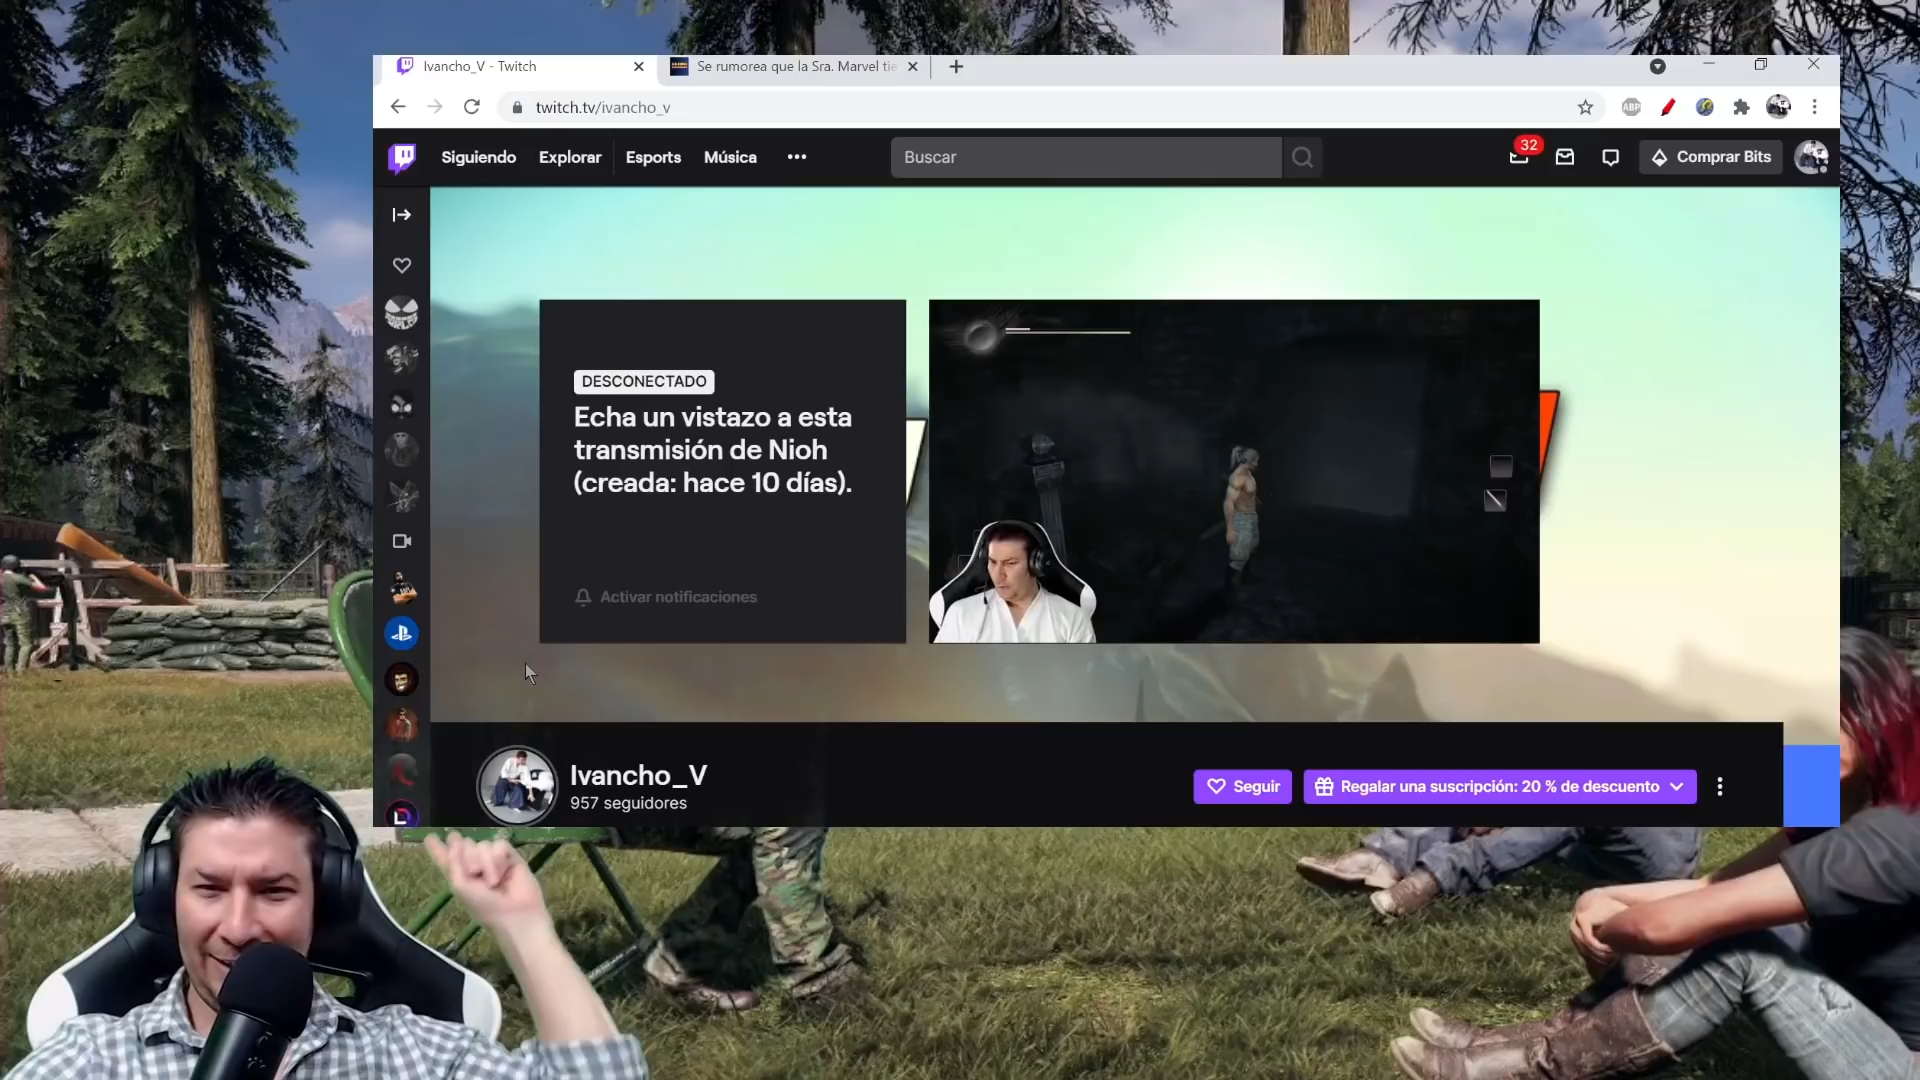 Ivancho_V - Twitch
Se rumorea que la Sra. Marvel tie
twitch.tv/ivancho_v
ABP
Siguiendo
Explorar
Esports
Música
Buscar
32
Comprar Bits
DESCONECTADO
Echa un vistazo a esta
transmisión de Nioh
(creada: hace 10 días).
Activar notificaciones
Ivancho_V
957 seguidores
Seguir
Regalar una suscripción: 20 % de descuento